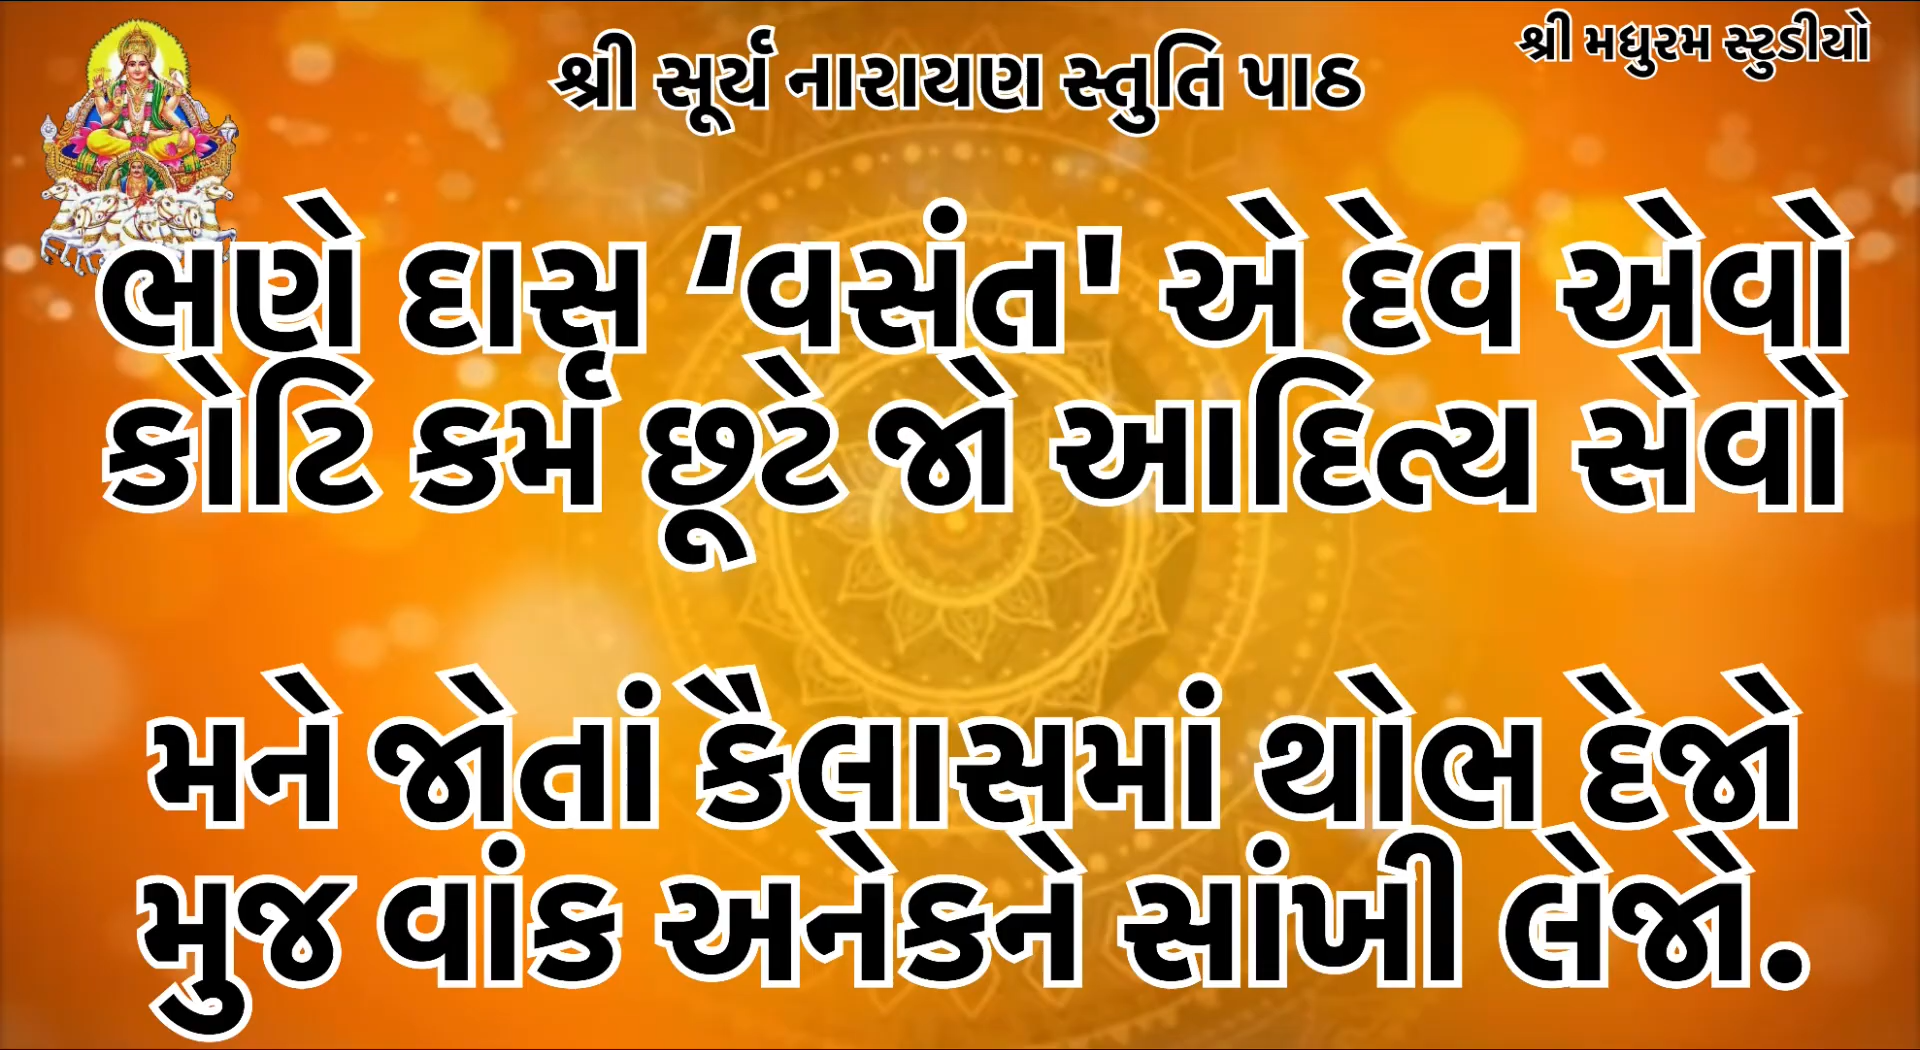 શ્રી મધુરમ સ્ટુડીયો
શ્રી સૂર્ય નારાયણ સ્તુતિ પાઠ
ભણે દાસ ‘વસંત' એ દેવ એવો
કોટિ કર્મ છૂટે જો આદિત્ય સેવો
મને જોતાં કૈલાસમાં થોભ દેજો
મુજ વાંક અનેકને સાંખી લેજો.